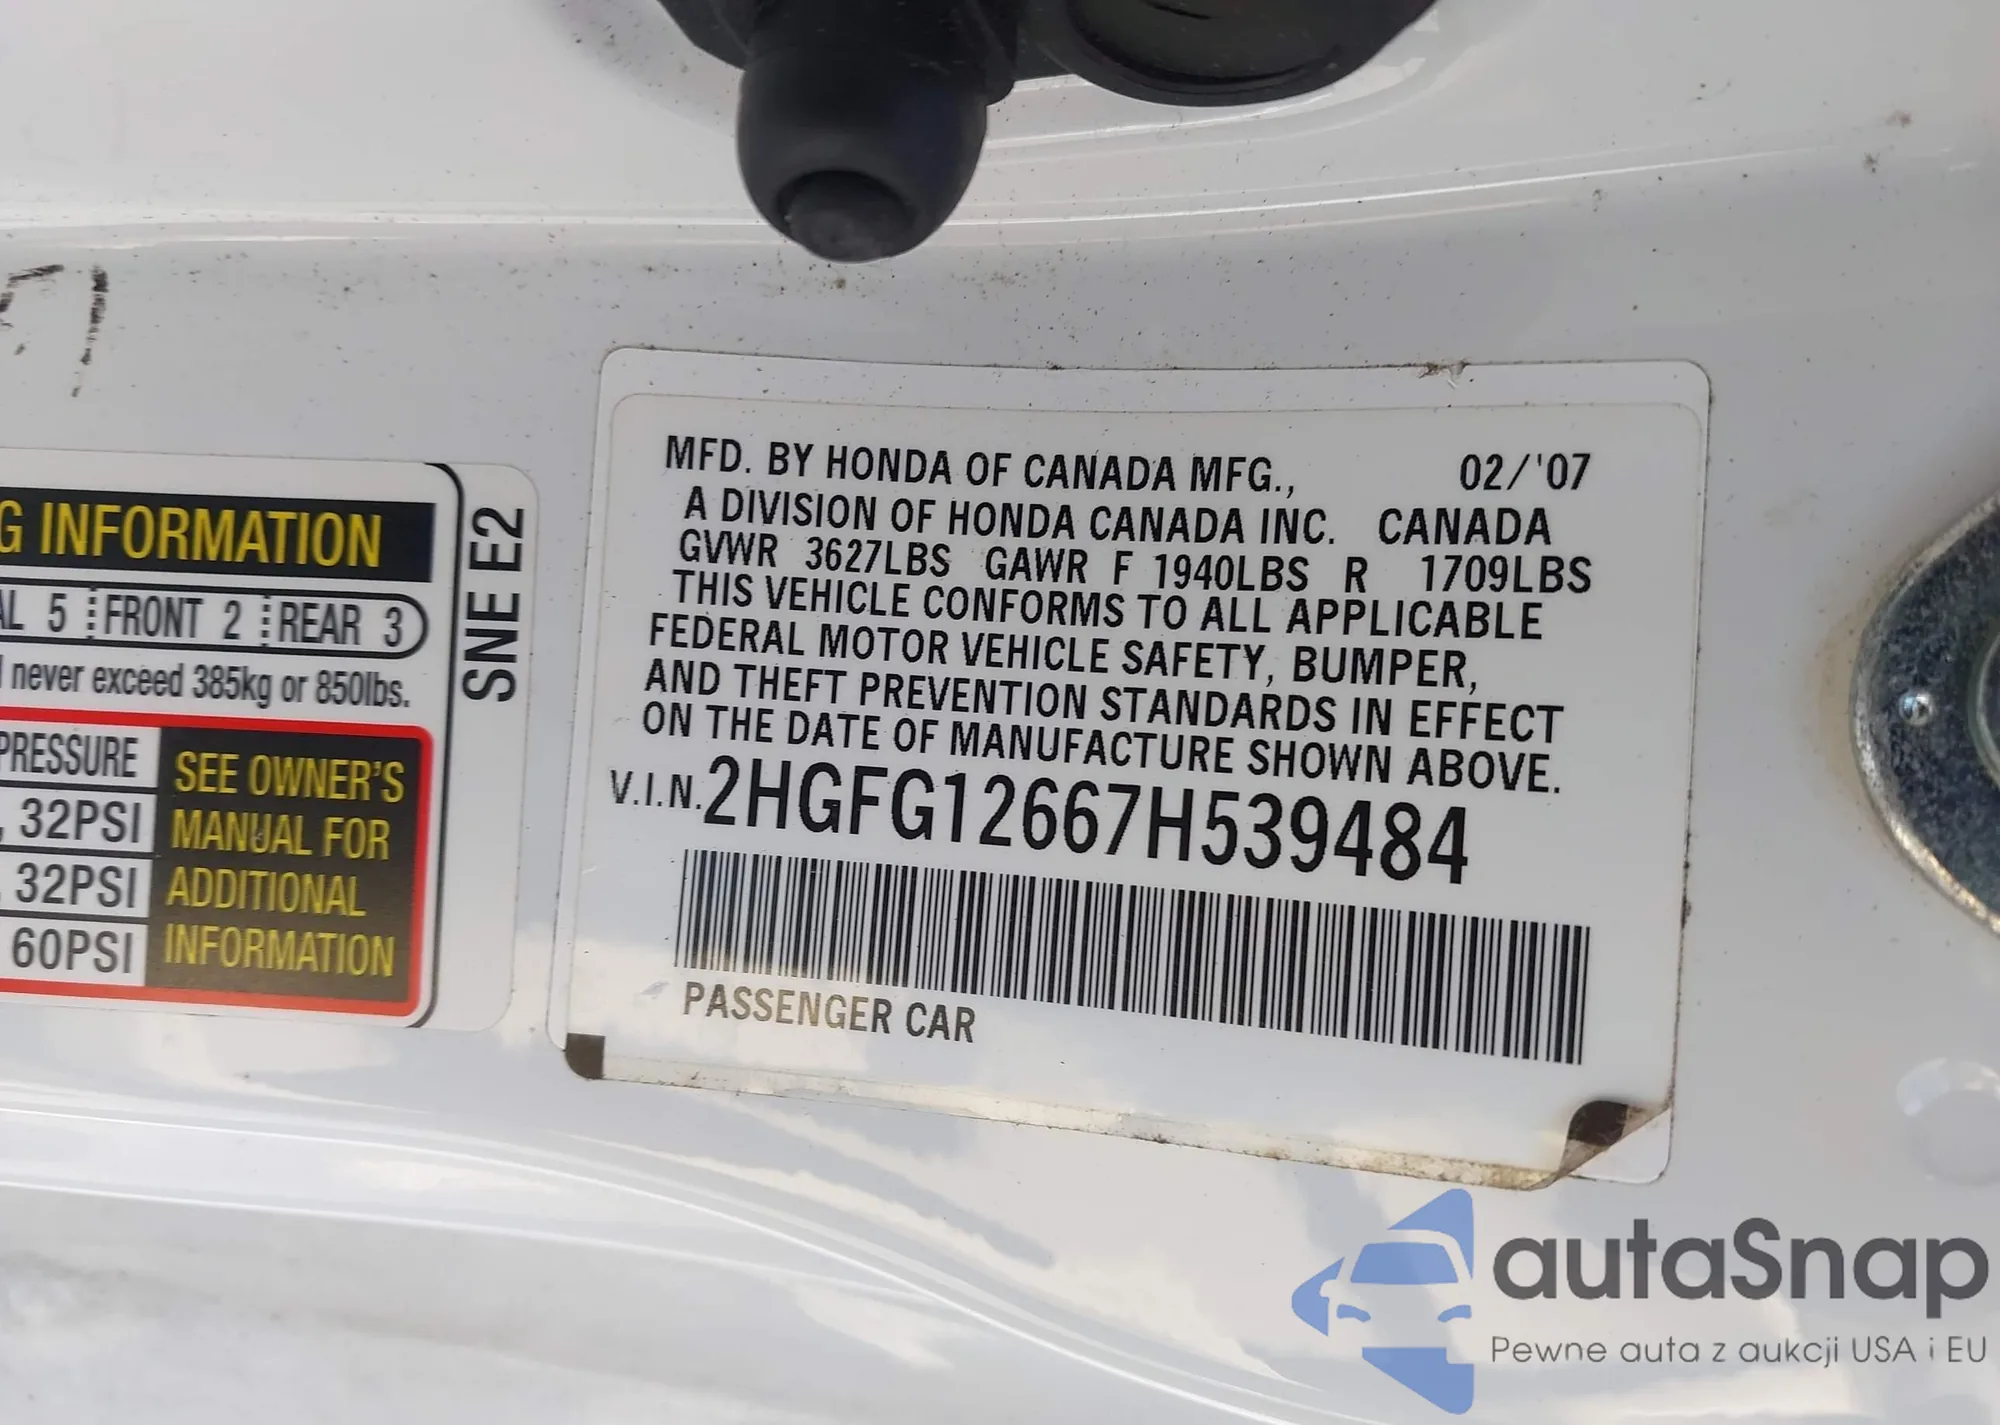 G INFORMATION
AL 5 FRONT 2 REAR 3
never exceed 385kg or 850lbs.
PRESSURE
, 32PSI
, 32PSI
60PSI
SEE OWNER'S
MANUAL FOR
ADDITIONAL
INFORMATION
SNE E2
MFD. BY HONDA OF CANADA MFG., 02/'07
A DIVISION OF HONDA CANADA INC. CANADA
GVWR 3627LBS GAWR F 1940LBS R 1709LBS
THIS VEHICLE CONFORMS TO ALL APPLICABLE
FEDERAL MOTOR VEHICLE SAFETY, BUMPER,
AND THEFT PREVENTION STANDARDS IN EFFECT
ON THE DATE OF MANUFACTURE SHOWN ABOVE.
V.I.N. 2HGFG12667H539484
PASSENGER CAR
autaSnap
Pewne auta z aukcji USA i EU